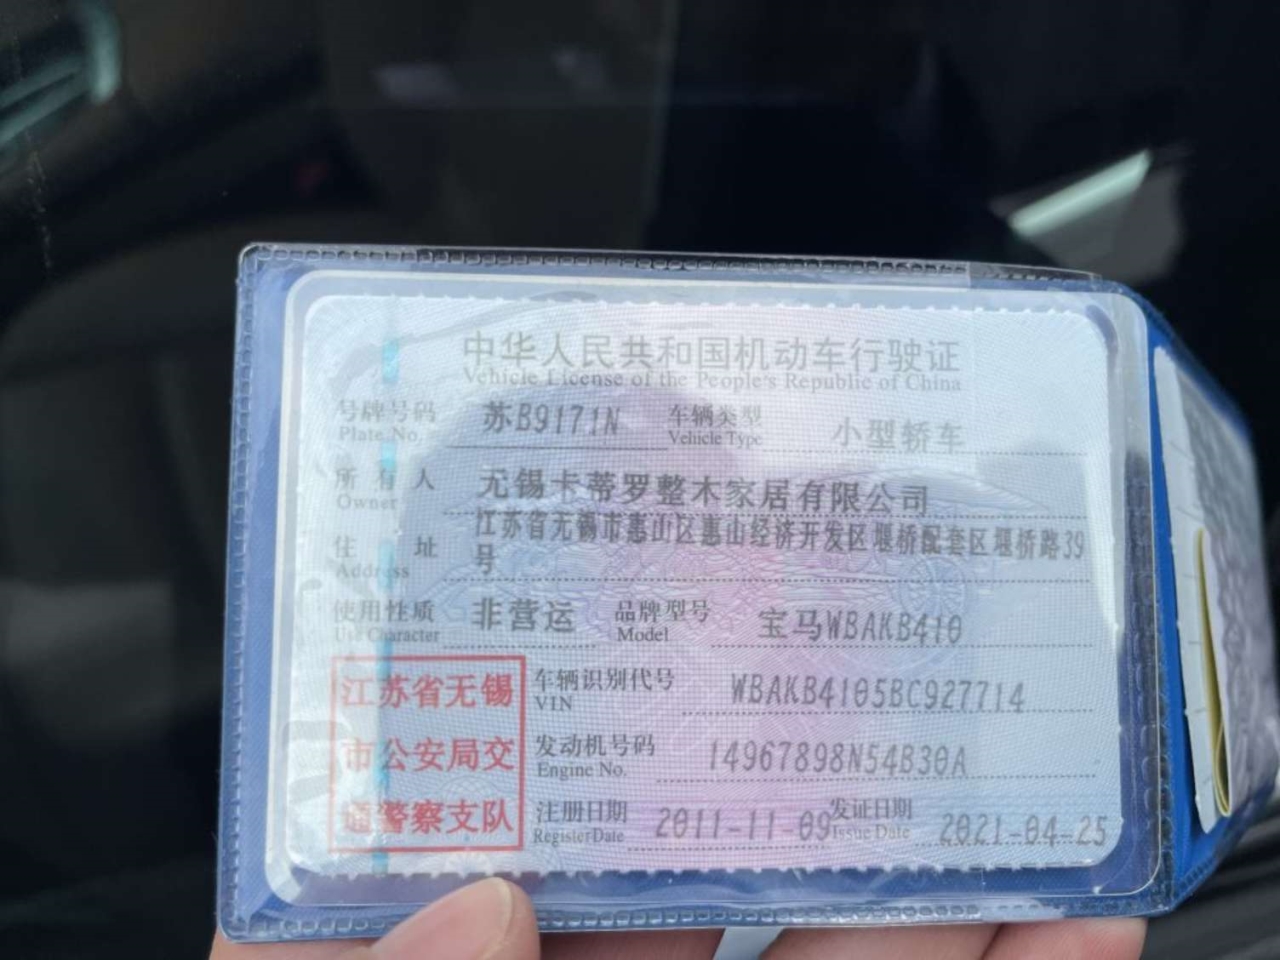 中华人民共和国机动车行驶证
Vehicle License of the People's Republic of China
号牌号码 苏B9171N 车辆类型 小型轿车
Plate No. Vehicle Type
所有人 无锡卡蒂罗整木家居有限公司
Owner
住址 江苏省无锡市惠山区惠山经济开发区堰桥配套区堰桥路39
Address 号
使用性质 非营运 品牌型号 宝马WBAKB410
Use Character Model
江苏省无锡 车辆识别代号 WBAKB4105BC927714
VIN
市公安局交 发动机号码 14967898N54B30A
Engine No.
通警察支队 注册日期 2011-11-09 发证日期 2021-04-25
Register Date Issue Date